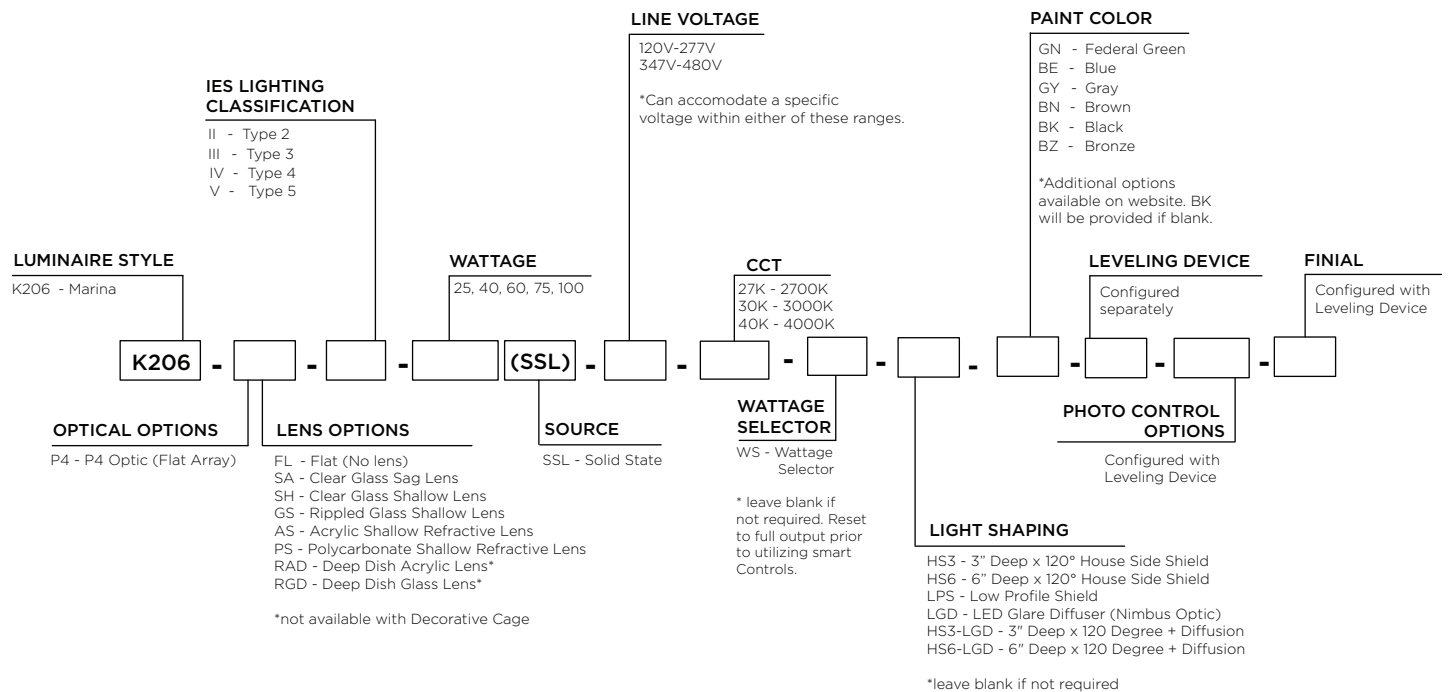 LINE VOLTAGE
120V-277V
347V-480V
*Can accomodate a specific
voltage within either of these ranges.
PAINT COLOR
GN - Federal Green
BE - Blue
GY - Gray
BN - Brown
BK - Black
BZ - Bronze
*Additional options
available on website. BK
will be provided if blank.
IES LIGHTING
CLASSIFICATION
II - Type 2
III - Type 3
IV - Type 4
V - Type 5
LUMINAIRE STYLE
K206 - Marina
WATTAGE
25, 40, 60, 75, 100
CCT
27K - 2700K
30K - 3000K
40K - 4000K
LEVELING DEVICE
Configured
separately
FINIAL
Configured with
Leveling Device
K206 - - - (SSL) - - - - - - - -
OPTICAL OPTIONS
P4 - P4 Optic (Flat Array)
LENS OPTIONS
FL - Flat (No lens)
SA - Clear Glass Sag Lens
SH - Clear Glass Shallow Lens
GS - Rippled Glass Shallow Lens
AS - Acrylic Shallow Refractive Lens
PS - Polycarbonate Shallow Refractive Lens
RAD - Deep Dish Acrylic Lens*
RGD - Deep Dish Glass Lens*
*not available with Decorative Cage
SOURCE
SSL - Solid State
WATTAGE
SELECTOR
WS - Wattage
Selector
* leave blank if
not required. Reset
to full output prior
to utilizing smart
Controls.
LIGHT SHAPING
HS3 - 3” Deep x 120° House Side Shield
HS6 - 6” Deep x 120° House Side Shield
LPS - Low Profile Shield
LGD - LED Glare Diffuser (Nimbus Optic)
HS3-LGD - 3" Deep x 120 Degree + Diffusion
HS6-LGD - 6" Deep x 120 Degree + Diffusion
*leave blank if not required
PHOTO CONTROL
OPTIONS
Configured with
Leveling Device